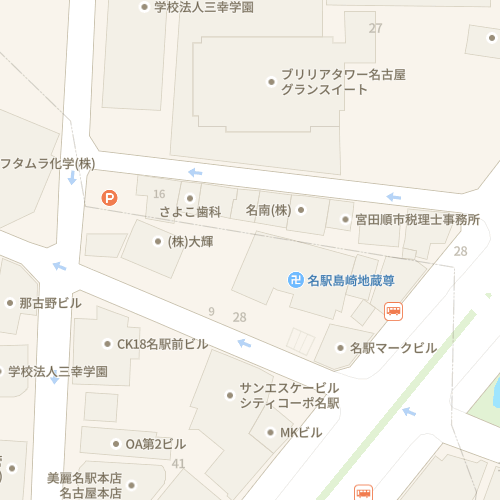 学校法人三幸学園
27
ブリリアタワー名古屋
グランスイート
フタムラ化学(株)
P
16
さよこ歯科
名南(株)
宮田順市税理士事務所
(株)大輝
28
卍
名駅島崎地蔵尊
那古野ビル
9
28
CK18名駅前ビル
名駅マークビル
学校法人三幸学園
サンエスケービル
シティコーポ名駅
MKビル
OA第2ビル
41
美麗名駅本店
名古屋本店